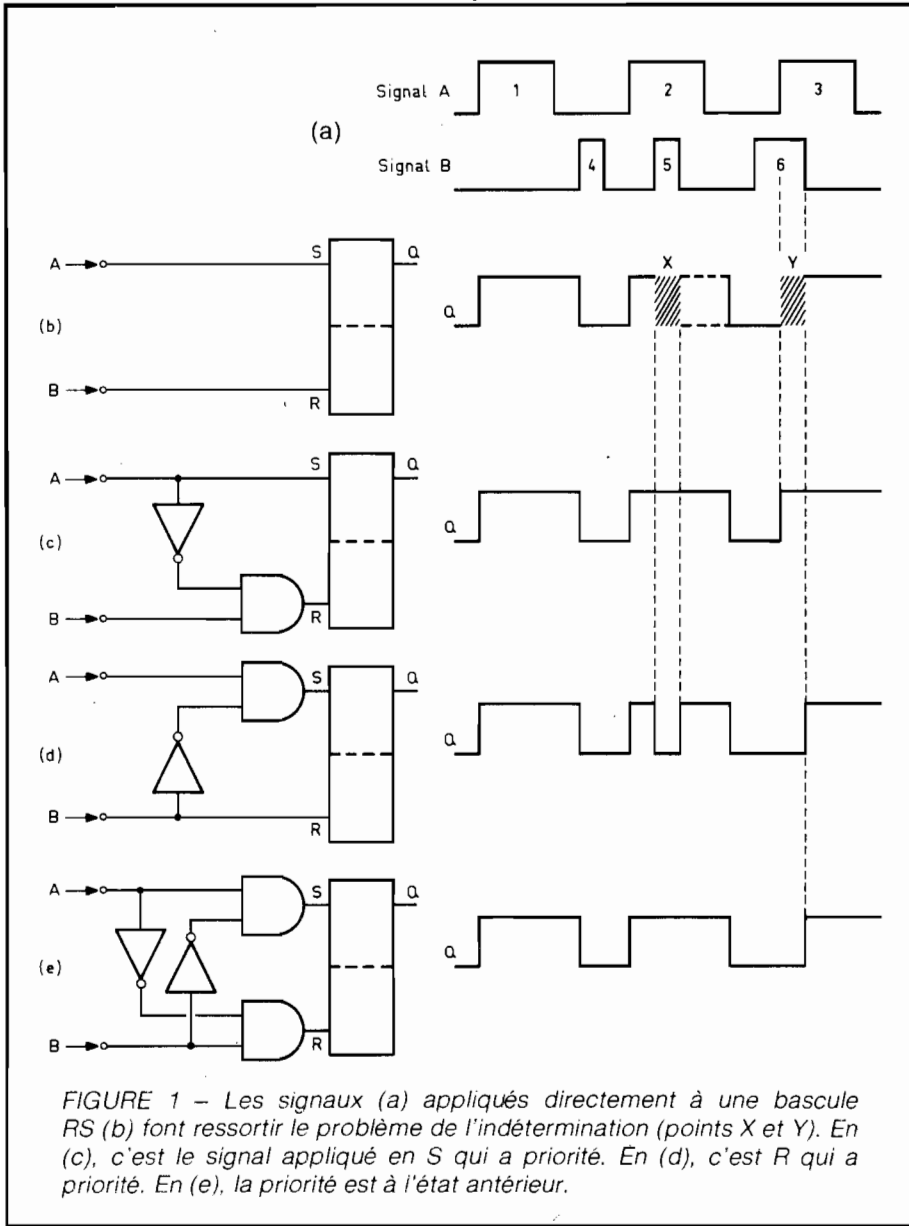 Signal A
1
2
3
(a)
Signal B
4
5
6
A
S
Q
(b)
B
R
X
Y
Q
A
S
Q
(c)
B
R
Q
A
S
Q
(d)
B
R
Q
A
S
Q
(e)
B
R
Q
FIGURE 1 – Les signaux (a) appliqués directement à une bascule
RS (b) font ressortir le problème de l'indétermination (points X et Y). En
(c), c'est le signal appliqué en S qui a priorité. En (d), c'est R qui a
priorité. En (e), la priorité est à l'état antérieur.